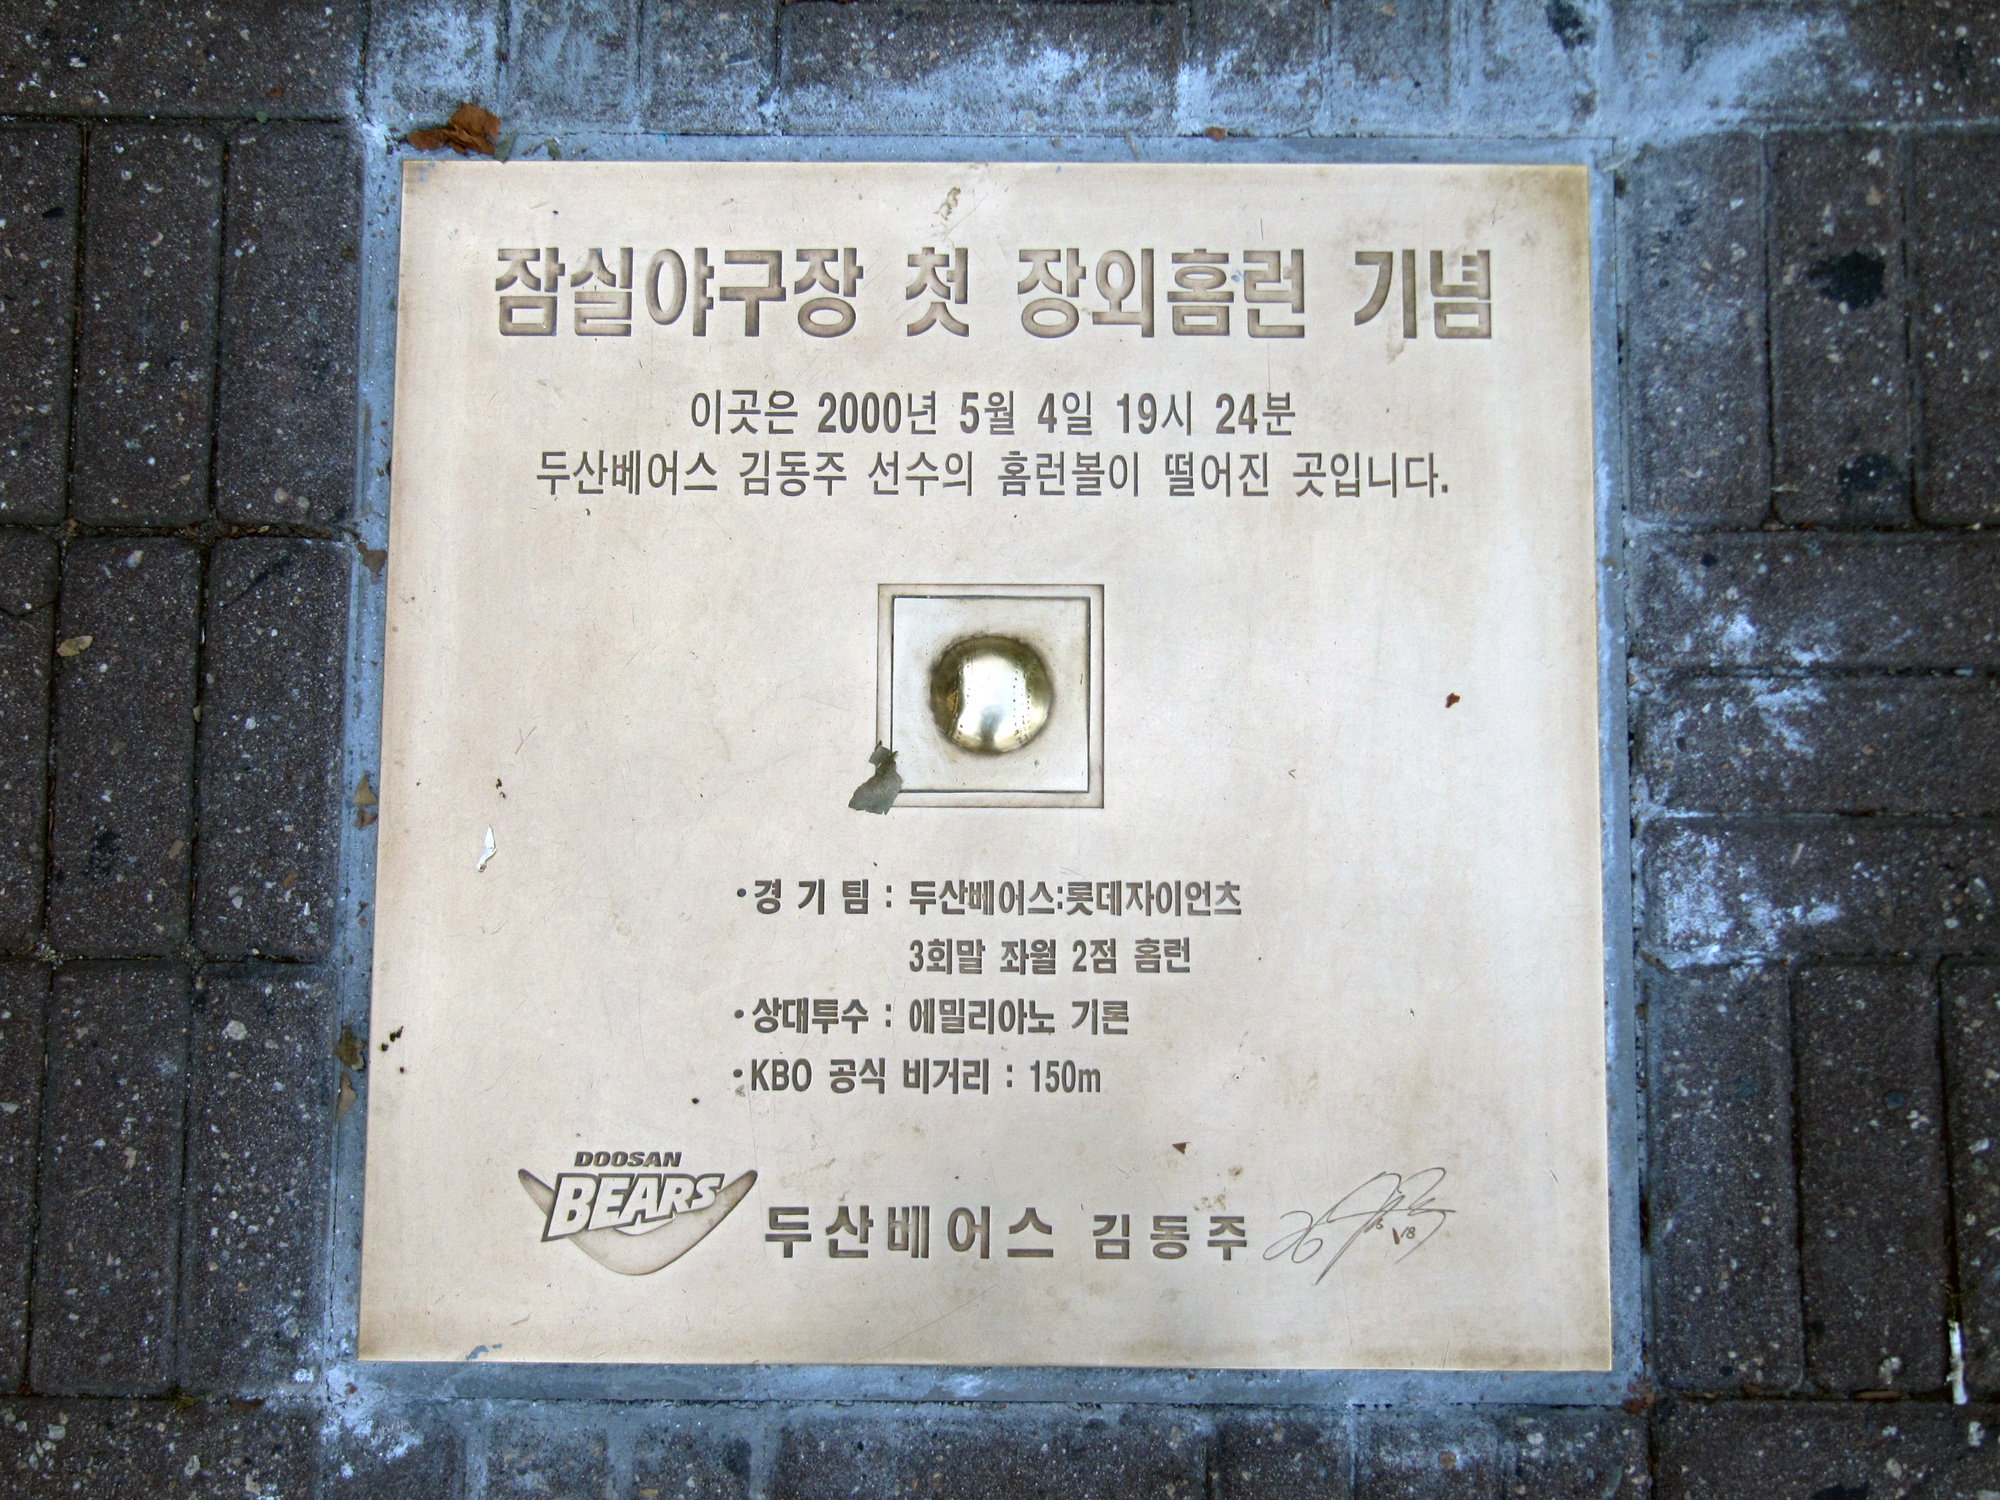 잠실야구장 첫 장외홈런 기념
이곳은 2000년 5월 4일 19시 24분
두산베어스 김동주 선수의 홈런볼이 떨어진 곳입니다.
•경 기 팀 : 두산베어스:롯데자이언츠
3회말 좌월 2점 홈런
•상대투수 : 에밀리아노 기론
•KBO 공식 비거리 : 150m
DOOSAN
BEARS
두산베어스 김동주